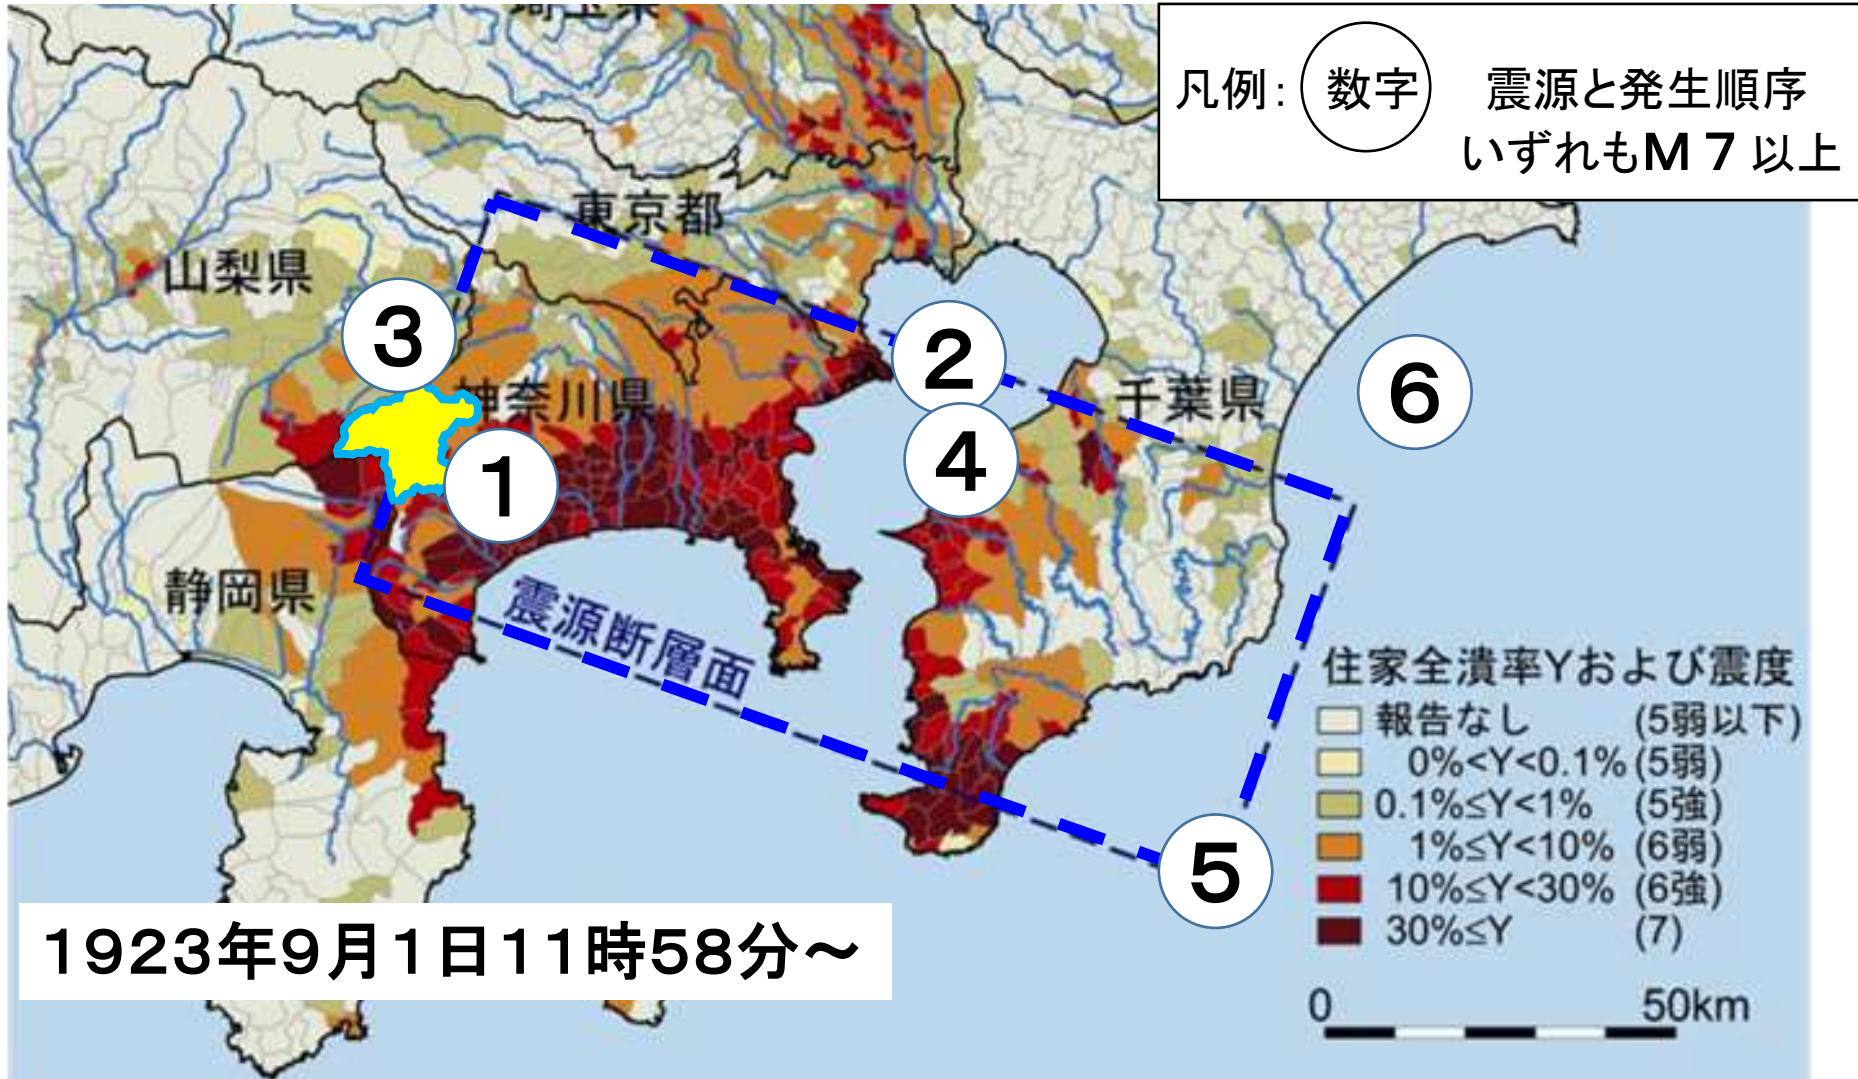 埼玉県
凡例： 数字 震源と発生順序
いずれもM７以上
東京都
山梨県
③
②
神奈川県
千葉県
⑥
①
④
静岡県
震源断層面
⑤
住家全潰率Yおよび震度
報告なし (5弱以下)
0%<Y<0.1% (5弱)
0.1%≤Y<1% (5強)
1%≤Y<10% (6弱)
10%≤Y<30% (6強)
30%≤Y (7)
1923年9月1日11時58分～
0 50km